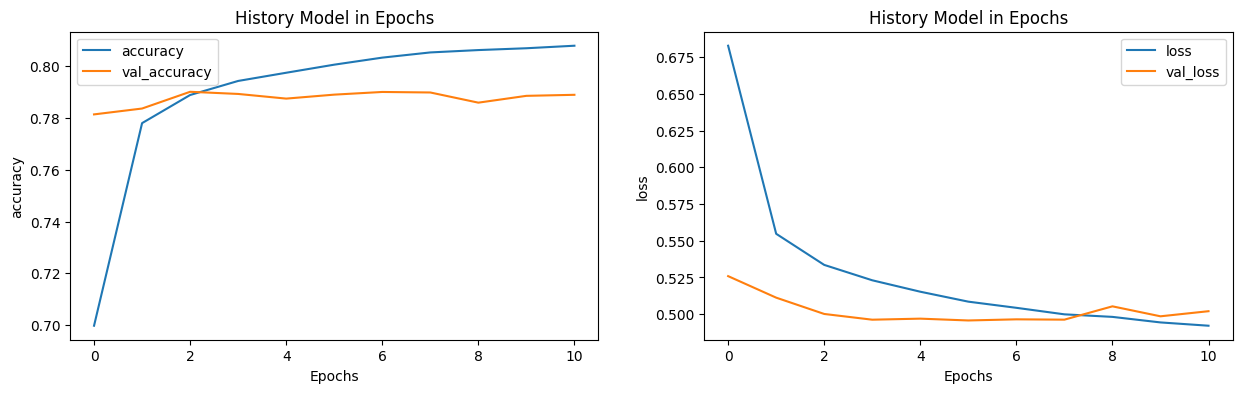 History Model in Epochs
accuracy
val_accuracy
0.80
0.78
0.76
0.74
0.72
0.70
accuracy
0 2 4 6 8 10
Epochs
History Model in Epochs
loss
val_loss
0.675
0.650
0.625
0.600
0.575
0.550
0.525
0.500
loss
0 2 4 6 8 10
Epochs